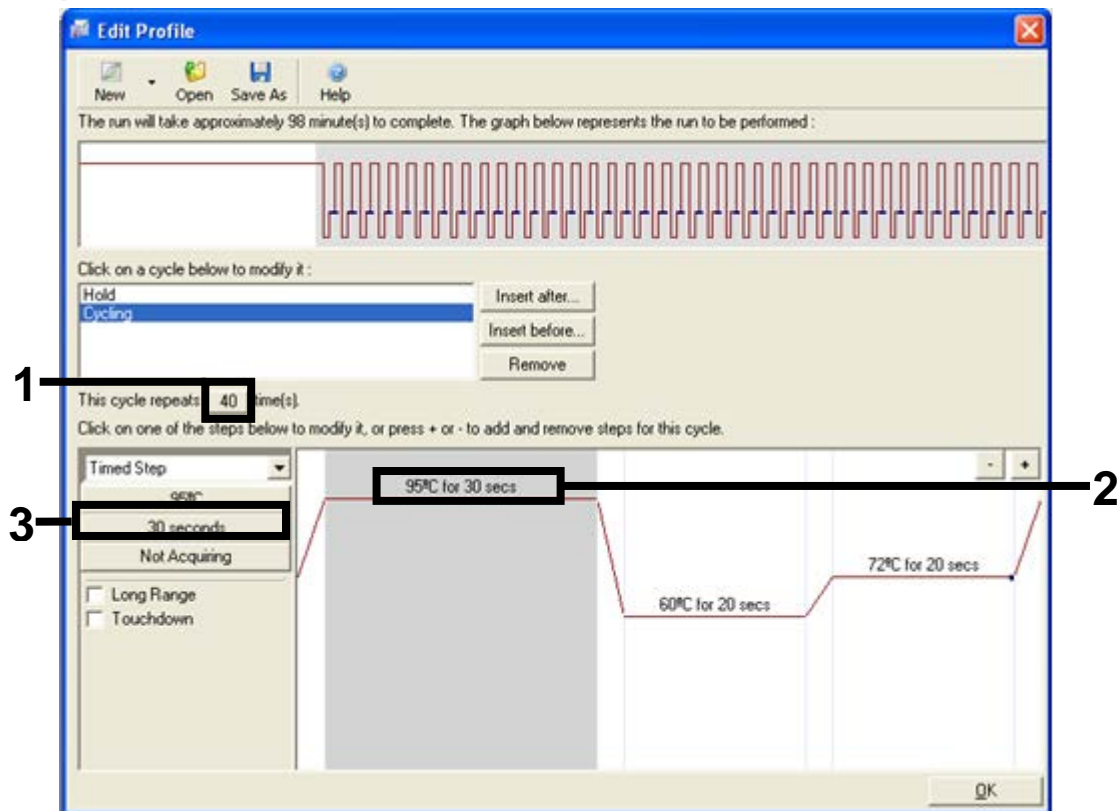 Edit Profile
New Open Save As Help
The run will take approximately 98 minute(s) to complete. The graph below represents the run to be performed :
Click on a cycle below to modify it :
Hold
Cycling
Insert after...
Insert before...
Remove
1
This cycle repeats 40 time(s).
Click on one of the steps below to modify it, or press + or - to add and remove steps for this cycle.
Timed Step
- +
95ºC
95ºC for 30 secs
2
3
30 seconds
Not Acquiring
72ºC for 20 secs
Long Range
60ºC for 20 secs
Touchdown
OK